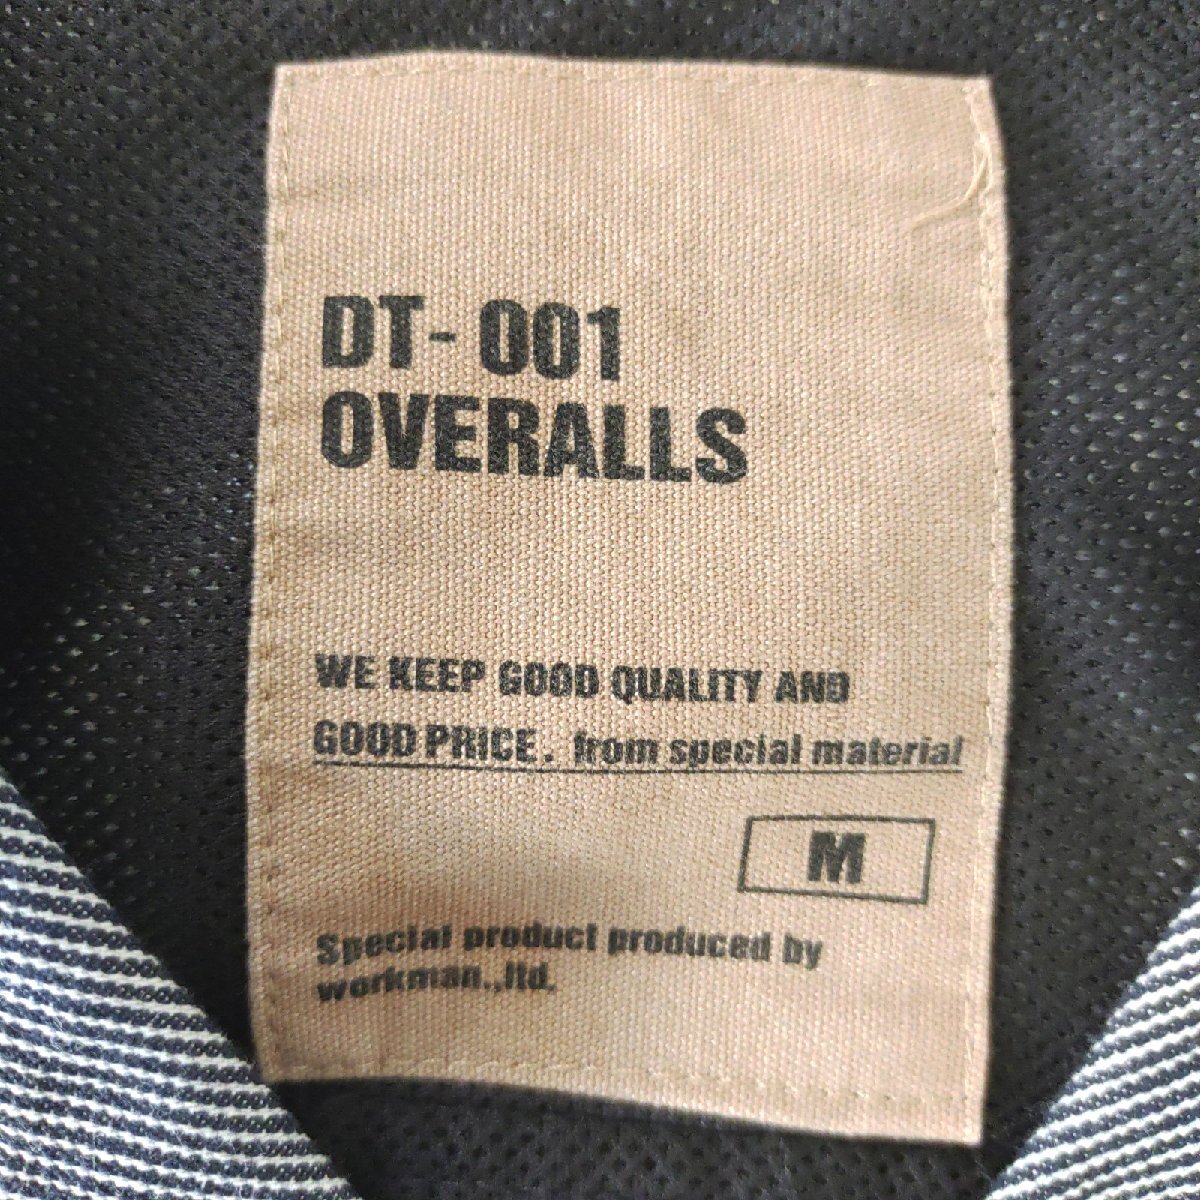 DT-001
OVERALLS
WE KEEP GOOD QUALITY AND
GOOD PRICE. from special material
M
Special product produced by
workman.,ltd.